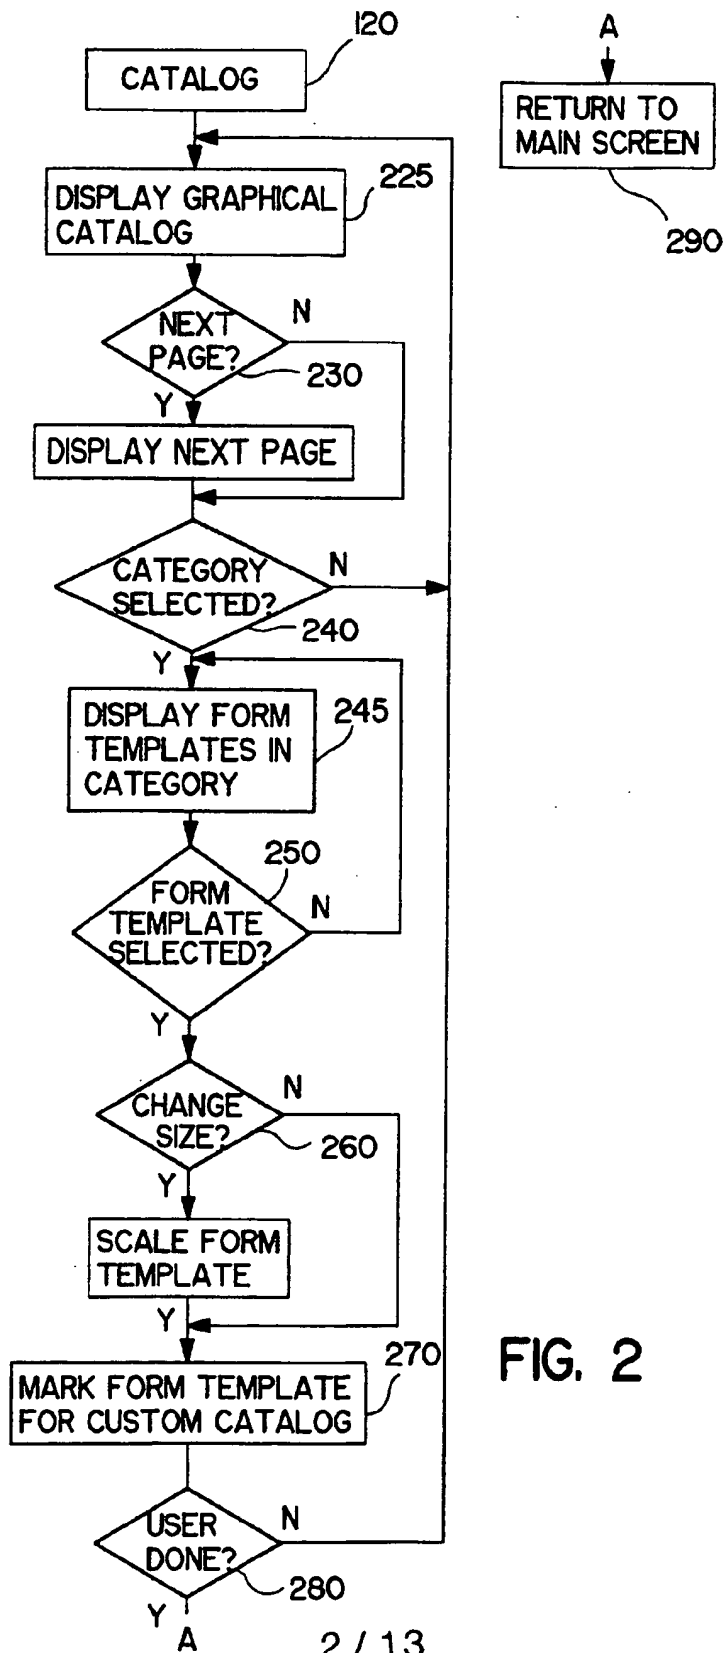 120
CATALOG
A
RETURN TO
MAIN SCREEN
290
DISPLAY GRAPHICAL
CATALOG
225
NEXT
PAGE?
N
230
Y
DISPLAY NEXT PAGE
CATEGORY
SELECTED?
N
240
Y
DISPLAY FORM
TEMPLATES IN
CATEGORY
245
250
FORM
TEMPLATE
SELECTED?
N
Y
CHANGE
SIZE?
N
260
Y
SCALE FORM
TEMPLATE
Y
270
MARK FORM TEMPLATE
FOR CUSTOM CATALOG
FIG. 2
USER
DONE?
N
280
Y
A
2/13